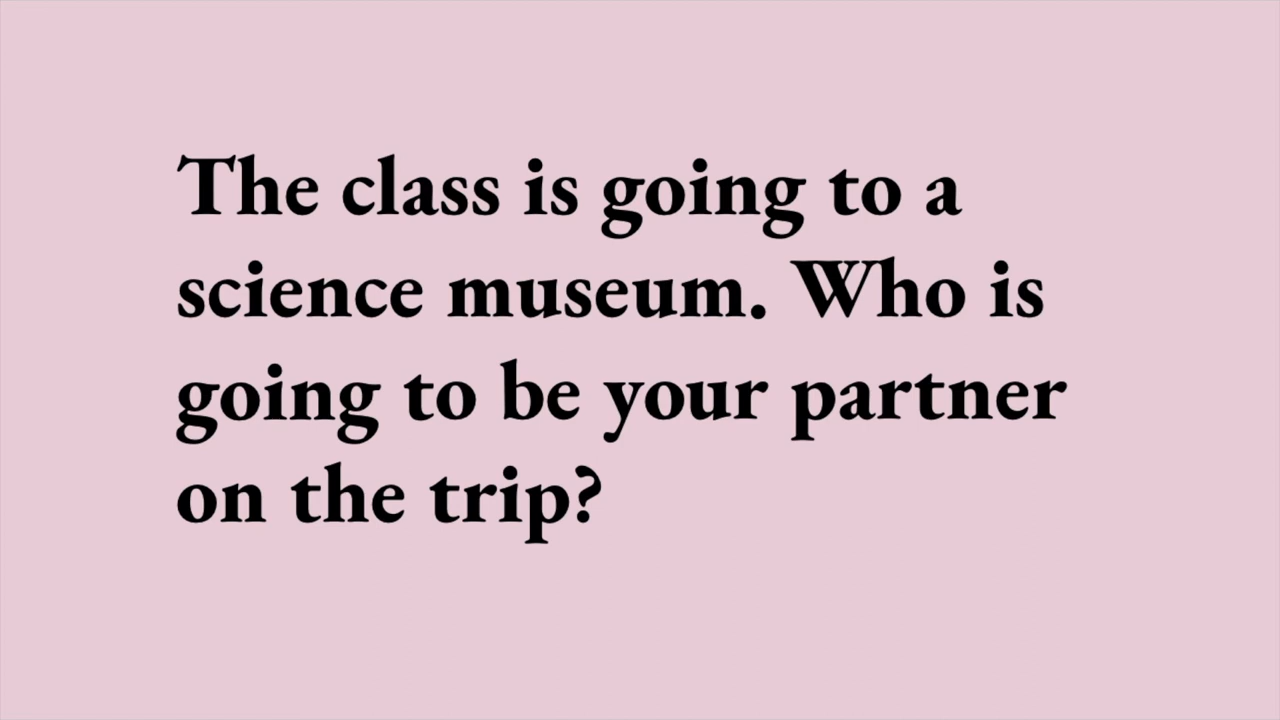 The class is going to a
science museum. Who is
going to be your partner
on the trip?